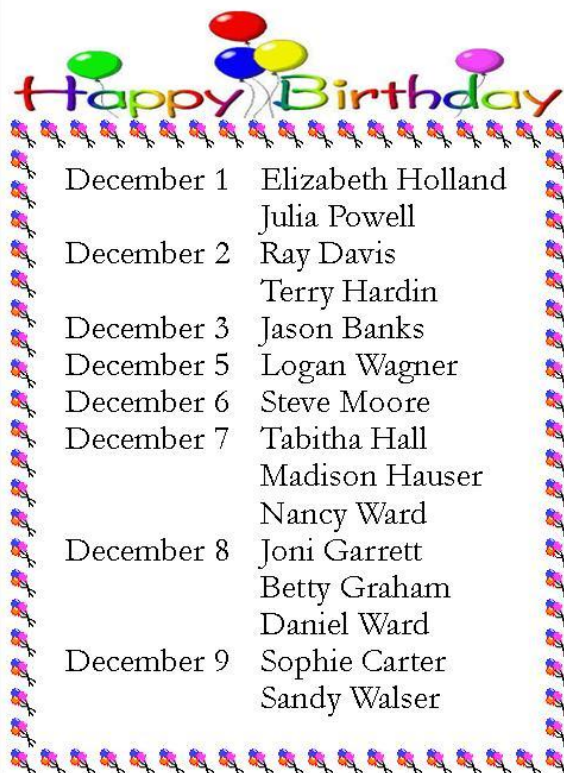 Happy Birthday
December 1 Elizabeth Holland
Julia Powell
December 2 Ray Davis
Terry Hardin
December 3 Jason Banks
December 5 Logan Wagner
December 6 Steve Moore
December 7 Tabitha Hall
Madison Hauser
Nancy Ward
December 8 Joni Garrett
Betty Graham
Daniel Ward
December 9 Sophie Carter
Sandy Walser